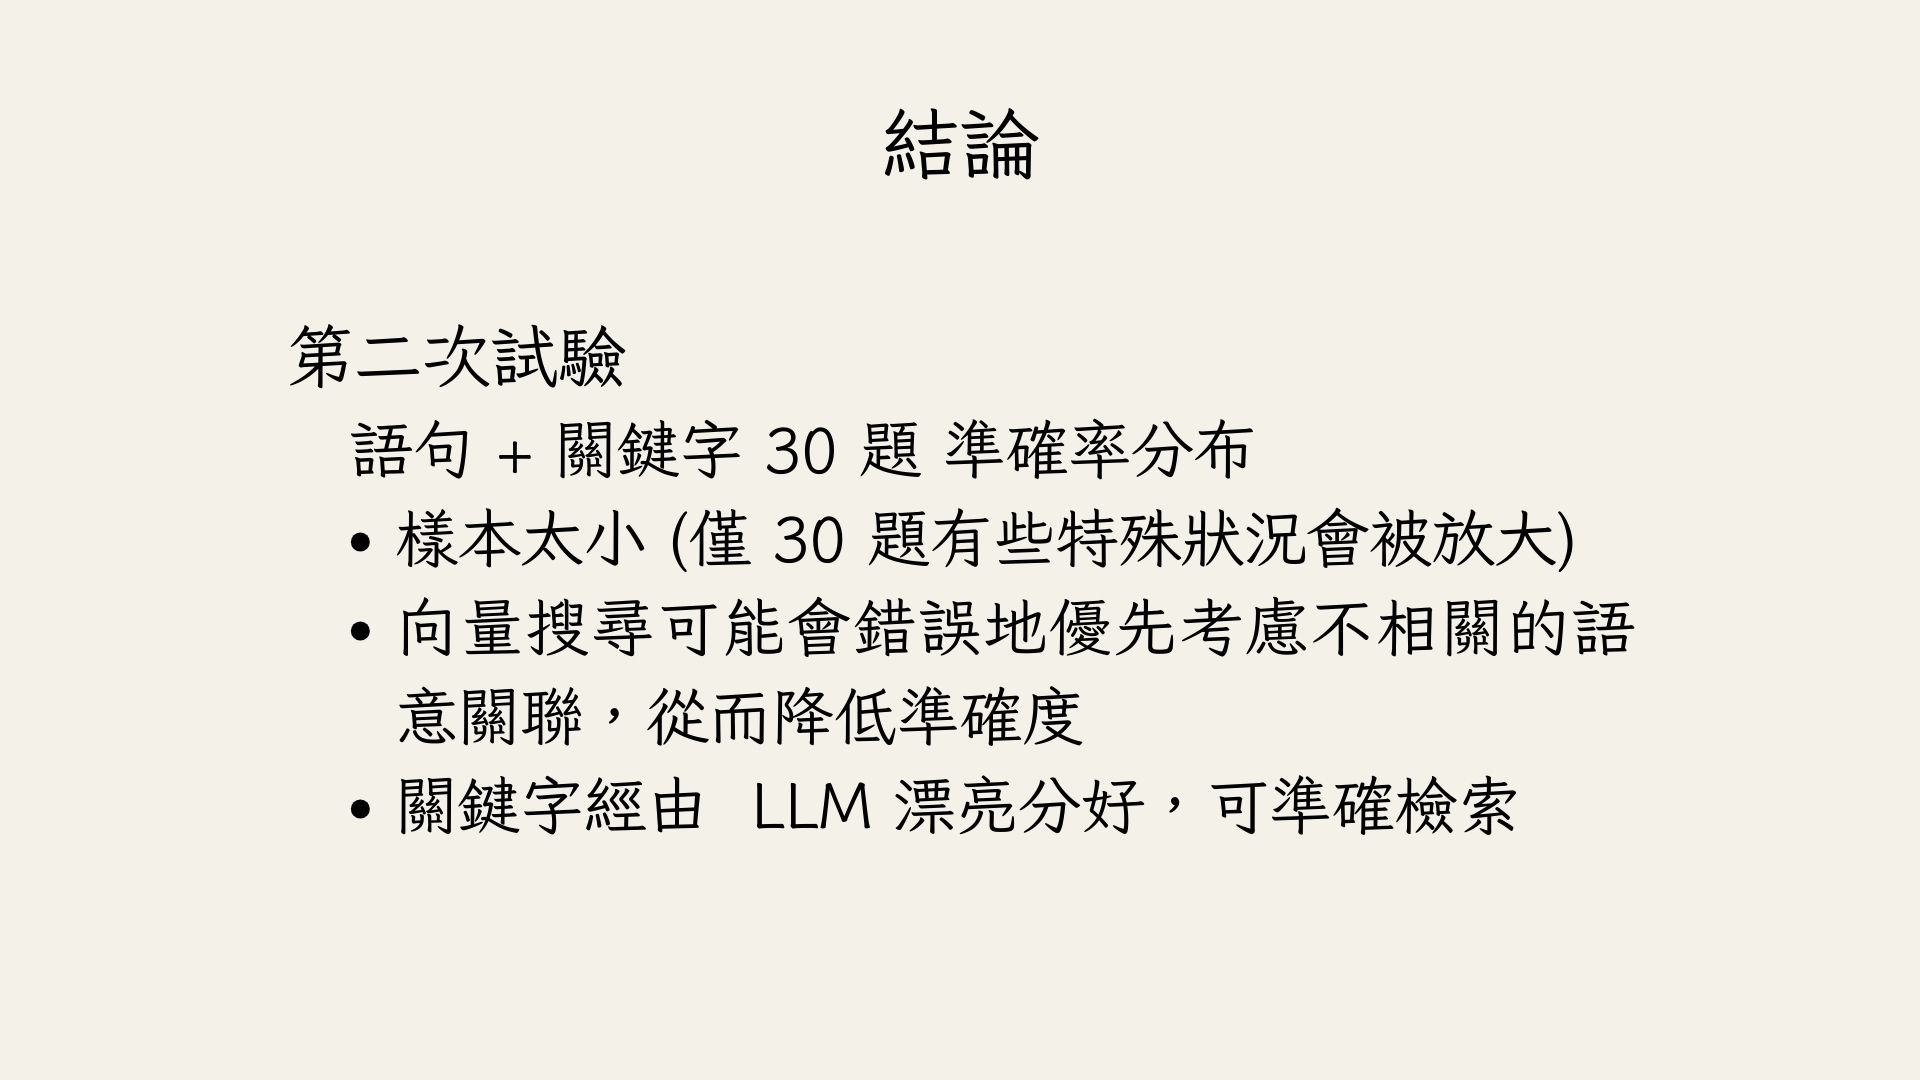 結論
第二次試驗
語句 + 關鍵字 30 題 準確率分布
• 樣本太小 (僅 30 題有些特殊狀況會被放大)
• 向量搜尋可能會錯誤地優先考慮不相關的語
意關聯，從而降低準確度
• 關鍵字經由 LLM 漂亮分好，可準確檢索